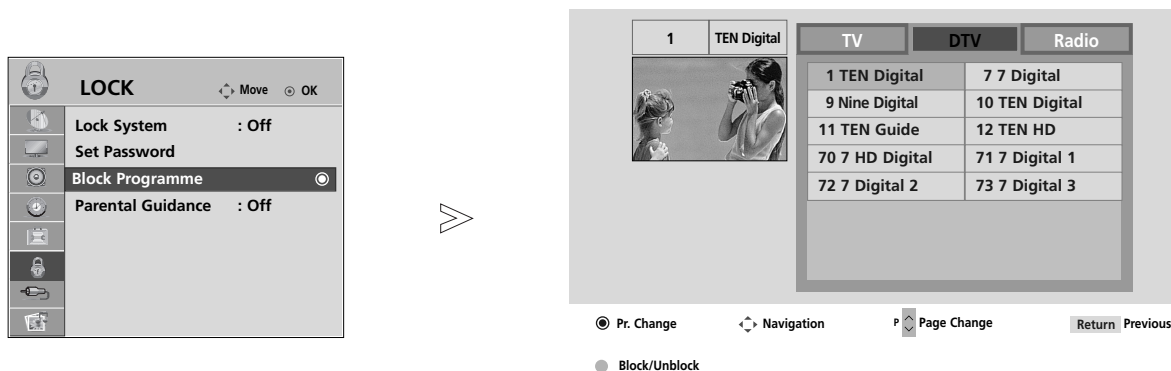 LOCK
Move OK
Lock System : Off
Set Password
Block Programme
Parental Guidance : Off
1 TEN Digital
TV DTV Radio
1 TEN Digital 7 7 Digital
9 Nine Digital 10 TEN Digital
11 TEN Guide 12 TEN HD
70 7 HD Digital 71 7 Digital 1
72 7 Digital 2 73 7 Digital 3
Pr. Change Navigation P Page Change Return Previous
Block/Unblock